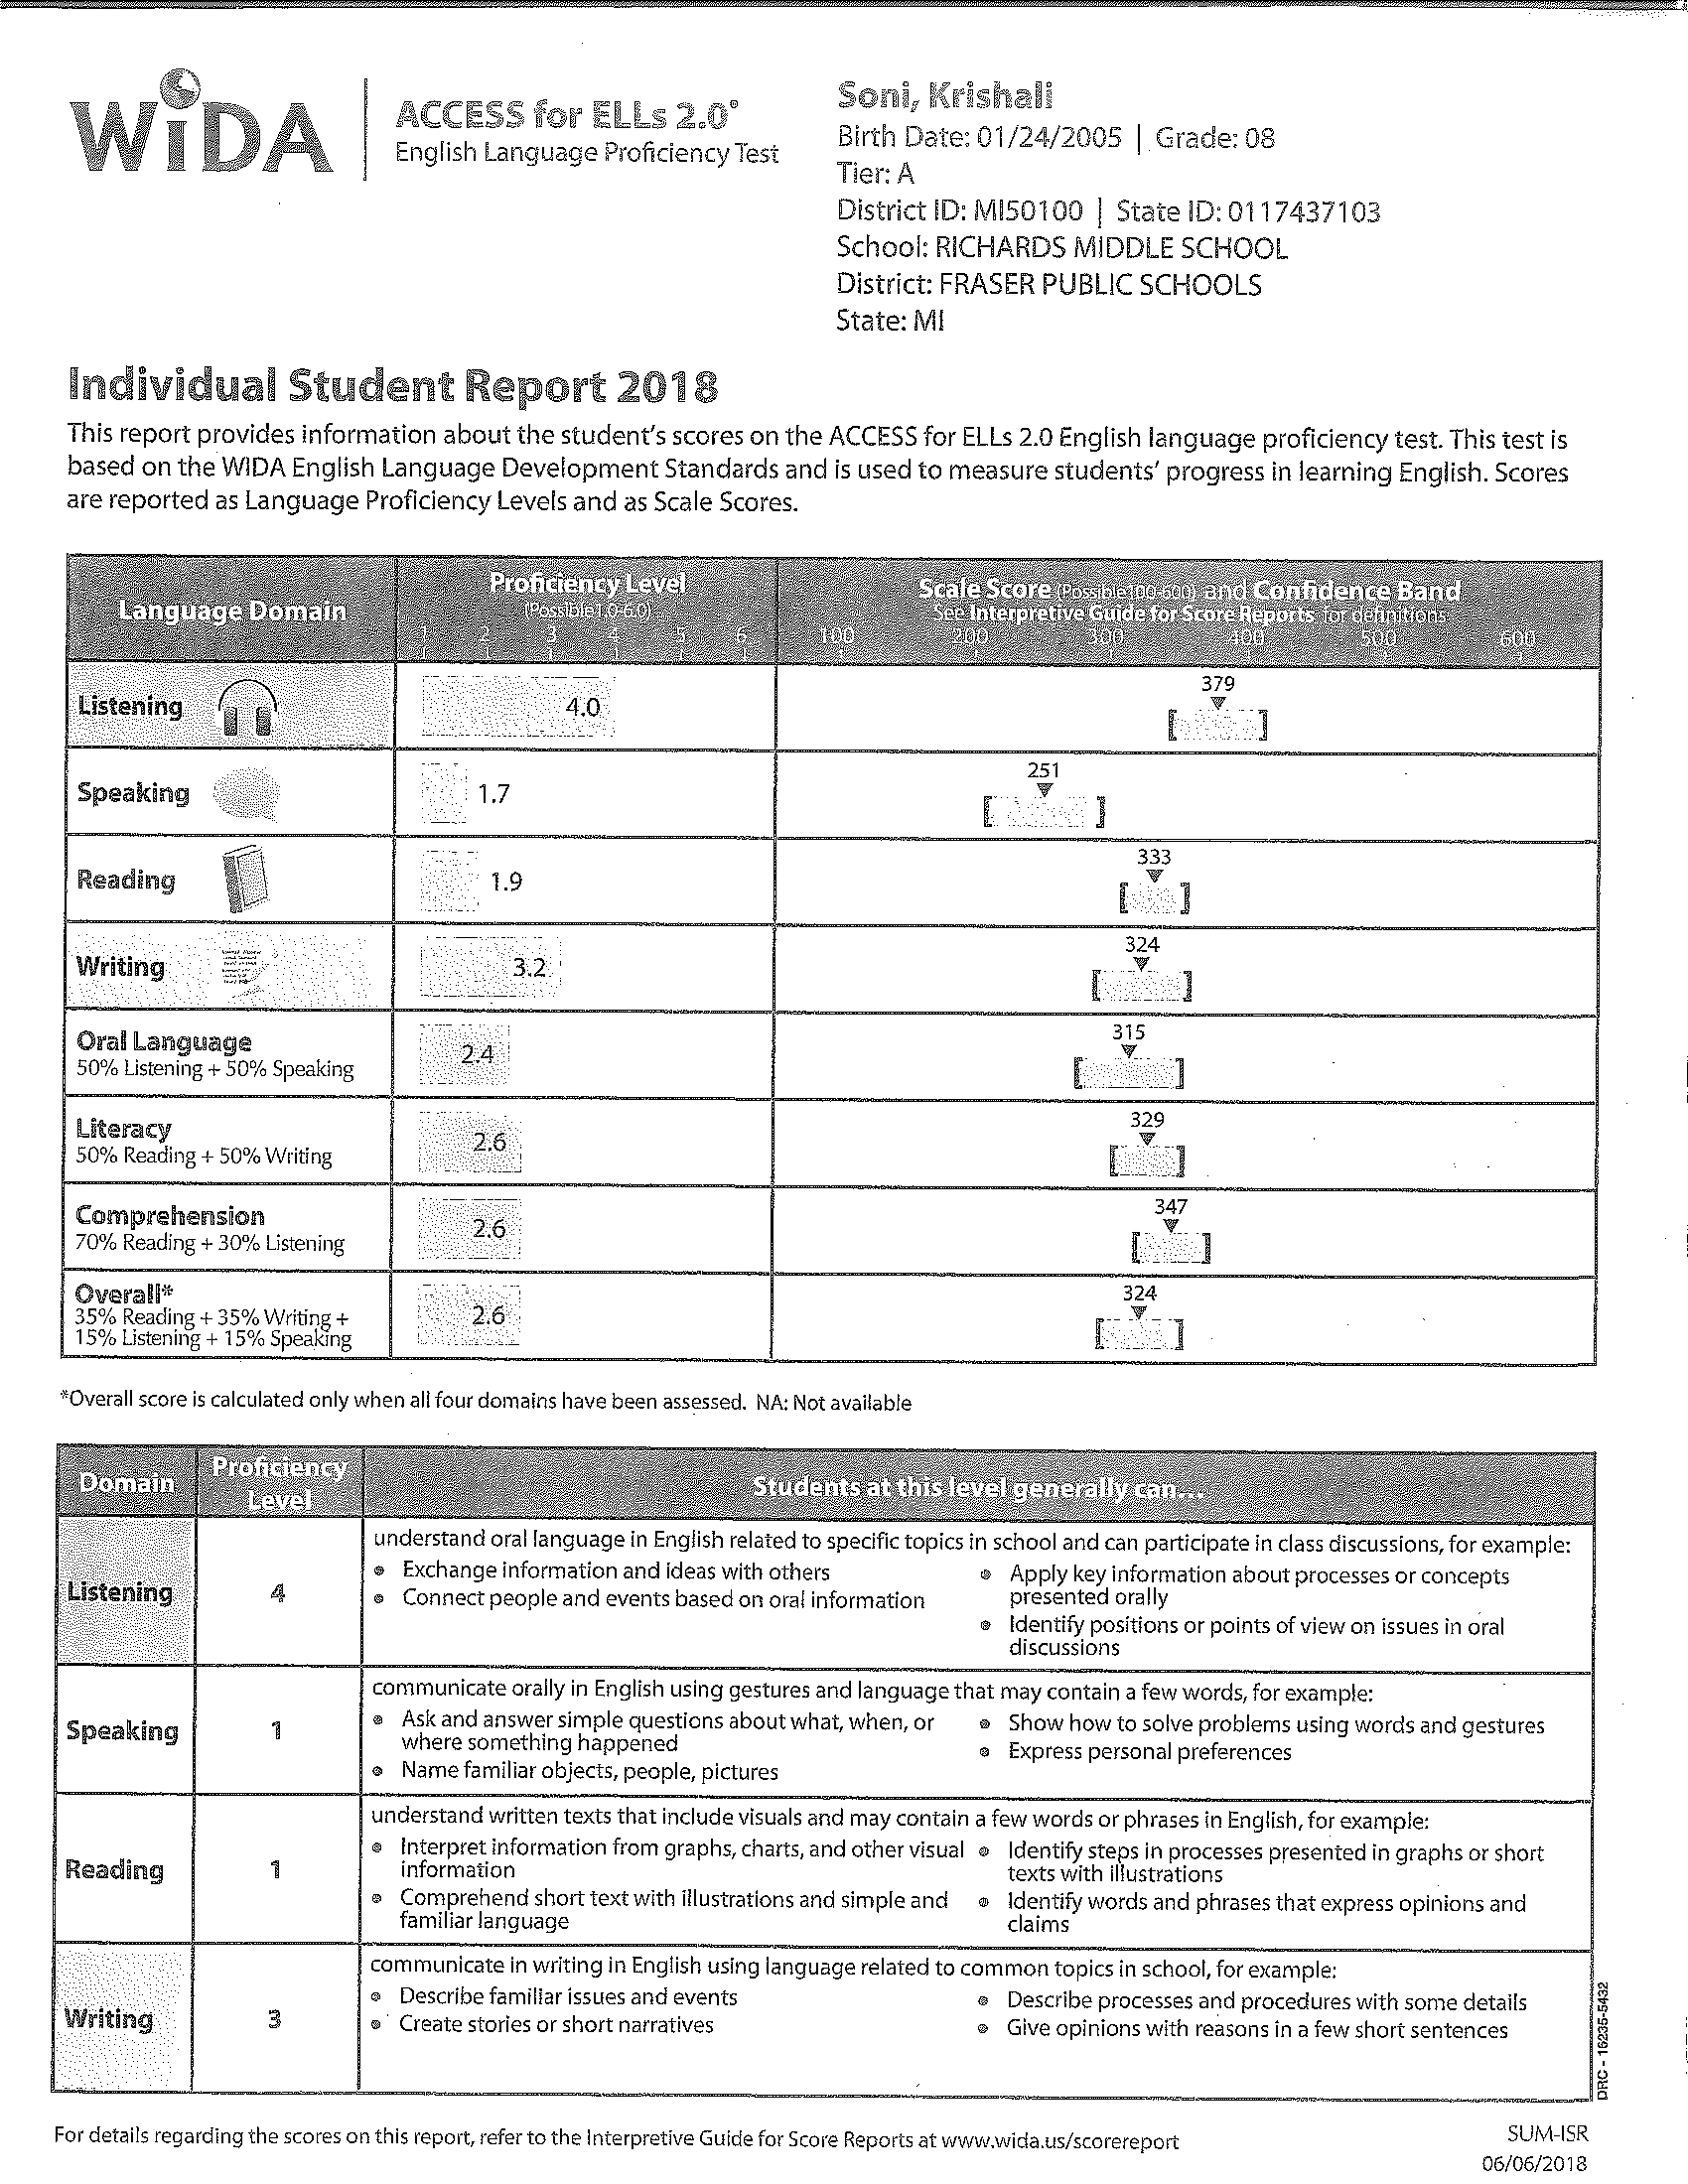 WiDA
ACCESS for ELLs 2.0®
English Language Proficiency Test
Soni, Krishali
Birth Date: 01/24/2005 | Grade: 08
Tier: A
District ID: MI50100 | State ID: 0117437103
School: RICHARDS MIDDLE SCHOOL
District: FRASER PUBLIC SCHOOLS
State: MI
Individual Student Report 2018
This report provides information about the student's scores on the ACCESS for ELLs 2.0 English language proficiency test. This test is
based on the WIDA English Language Development Standards and is used to measure students' progress in learning English. Scores
are reported as Language Proficiency Levels and as Scale Scores.
Language Domain
Proficiency Level
(Possible 1.0-6.0)
1 2 3 4 5 6
Scale Score (Possible 100-600) and Confidence Band
See Interpretive Guide for Score Reports for definitions
100 200 300 400 500 600
Listening
4.0
379
[ ]
Speaking
1.7
251
[ ]
Reading
1.9
333
[ ]
Writing
3.2
324
[ ]
Oral Language
50% Listening + 50% Speaking
2.4
315
[ ]
Literacy
50% Reading + 50% Writing
2.6
329
[ ]
Comprehension
70% Reading + 30% Listening
2.6
347
[ ]
Overall*
35% Reading + 35% Writing +
15% Listening + 15% Speaking
2.6
324
[ ]
*Overall score is calculated only when all four domains have been assessed. NA: Not available
Domain
Proficiency
Level
Students at this level generally can...
Listening
4
understand oral language in English related to specific topics in school and can participate in class discussions, for example:
• Exchange information and ideas with others
• Connect people and events based on oral information
• Apply key information about processes or concepts
presented orally
• Identify positions or points of view on issues in oral
discussions
Speaking
1
communicate orally in English using gestures and language that may contain a few words, for example:
• Ask and answer simple questions about what, when, or
where something happened
• Name familiar objects, people, pictures
• Show how to solve problems using words and gestures
• Express personal preferences
Reading
1
understand written texts that include visuals and may contain a few words or phrases in English, for example:
• Interpret information from graphs, charts, and other visual
information
• Comprehend short text with illustrations and simple and
familiar language
• Identify steps in processes presented in graphs or short
texts with illustrations
• Identify words and phrases that express opinions and
claims
Writing
3
communicate in writing in English using language related to common topics in school, for example:
• Describe familiar issues and events
• Create stories or short narratives
• Describe processes and procedures with some details
• Give opinions with reasons in a few short sentences
DRC - 16235-5432
For details regarding the scores on this report, refer to the Interpretive Guide for Score Reports at www.wida.us/scorereport
SUM-ISR
06/06/2018